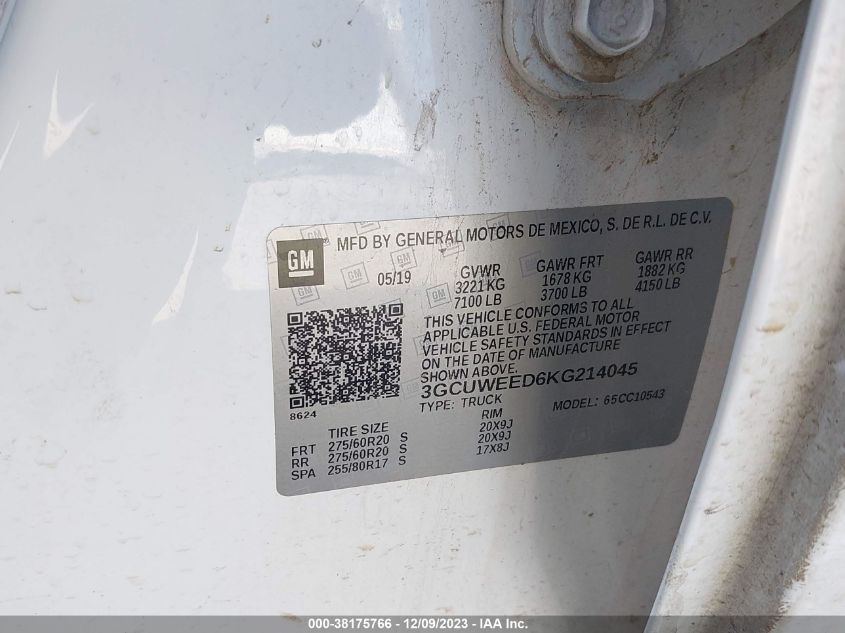 10
GM
MFD BY GENERAL MOTORS DE MEXICO, S. DE R.L. DE C.V.
05/19 GVWR GAWR FRT GAWR RR
3221 KG 1678 KG 1882 KG
7100 LB 3700 LB 4150 LB
THIS VEHICLE CONFORMS TO ALL
APPLICABLE U.S. FEDERAL MOTOR
VEHICLE SAFETY STANDARDS IN EFFECT
ON THE DATE OF MANUFACTURE
SHOWN ABOVE.
3GCUWEED6KG214045
TYPE: TRUCK MODEL: 65CC10543
8624
TIRE SIZE RIM
FRT 275/60R20 S 20X9J
RR 275/60R20 S 20X9J
SPA 255/80R17 S 17X8J
000-38175766 - 12/09/2023 - IAA Inc.